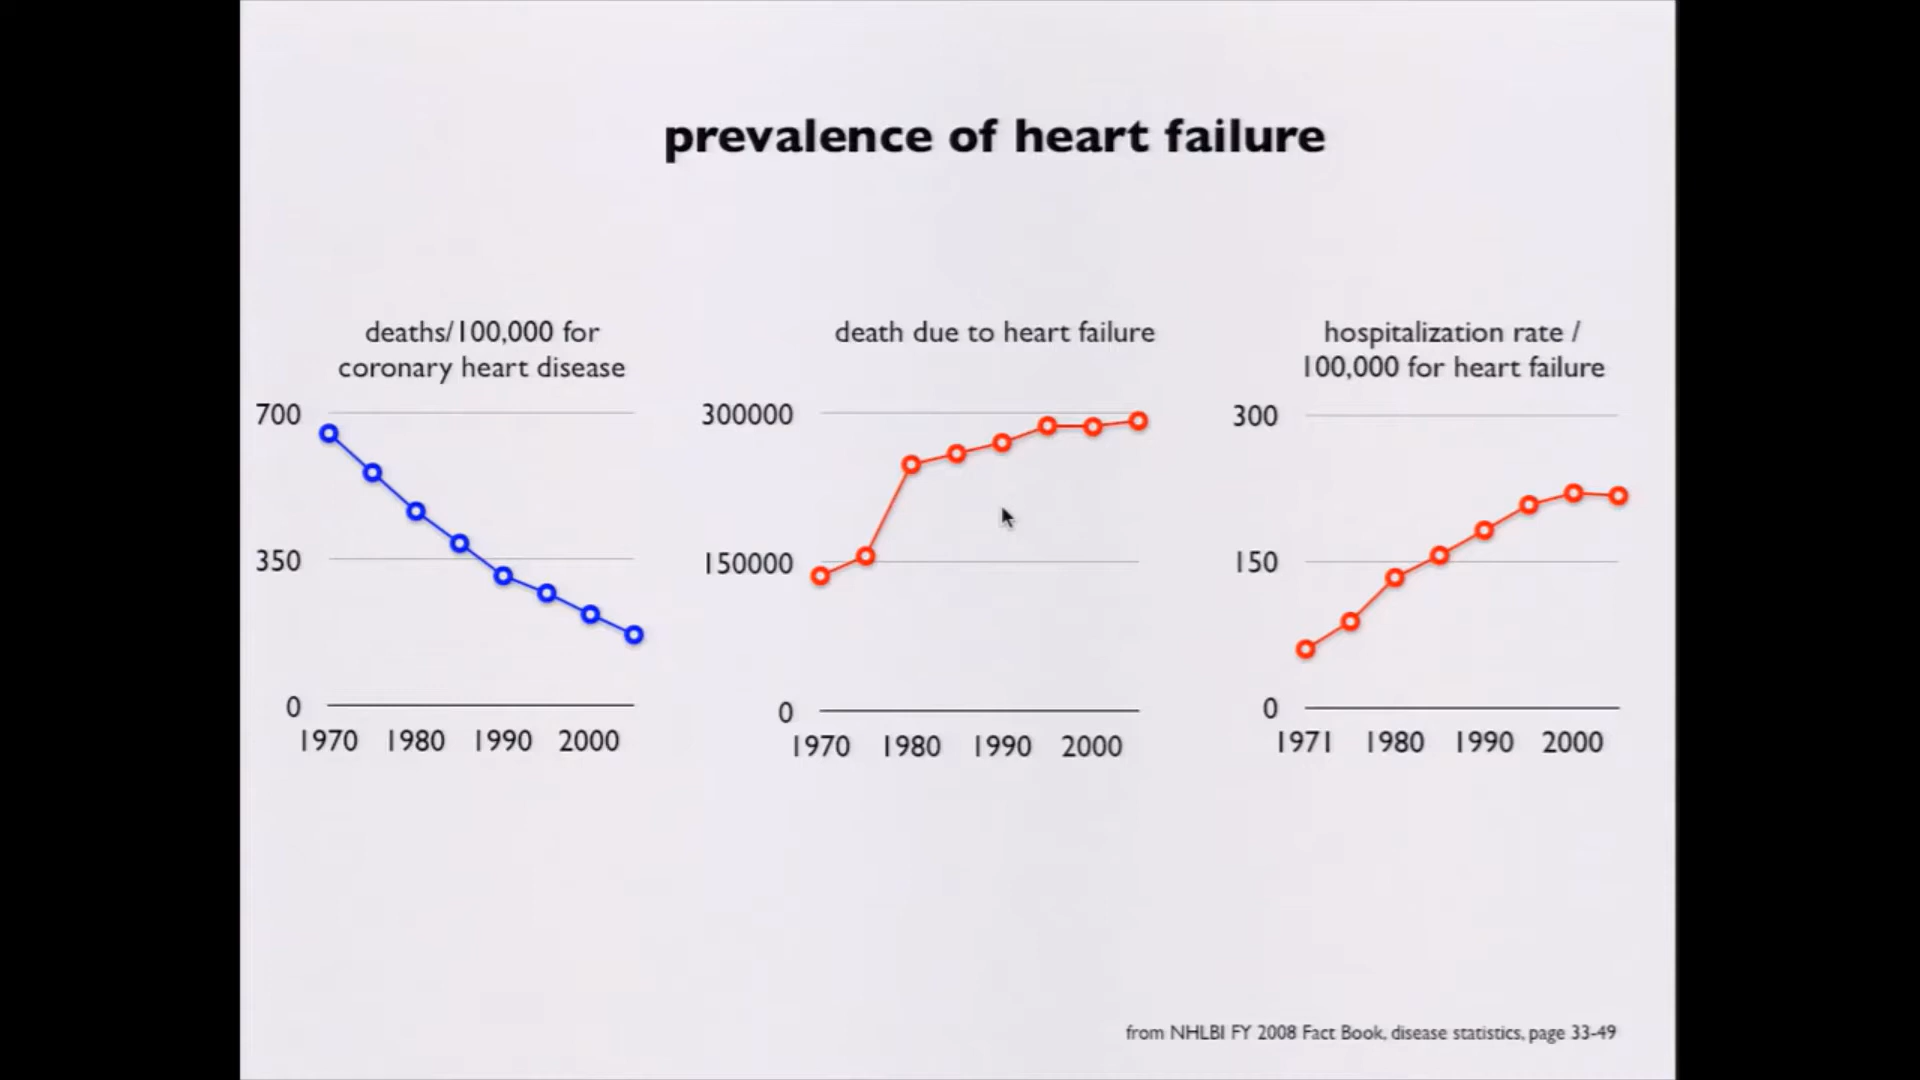 prevalence of heart failure
deaths/100,000 for
coronary heart disease
700
350
0
1970 1980 1990 2000
death due to heart failure
300000
150000
0
1970 1980 1990 2000
hospitalization rate /
100,000 for heart failure
300
150
0
1971 1980 1990 2000
from NHLBI FY 2008 Fact Book, disease statistics, page 33-49